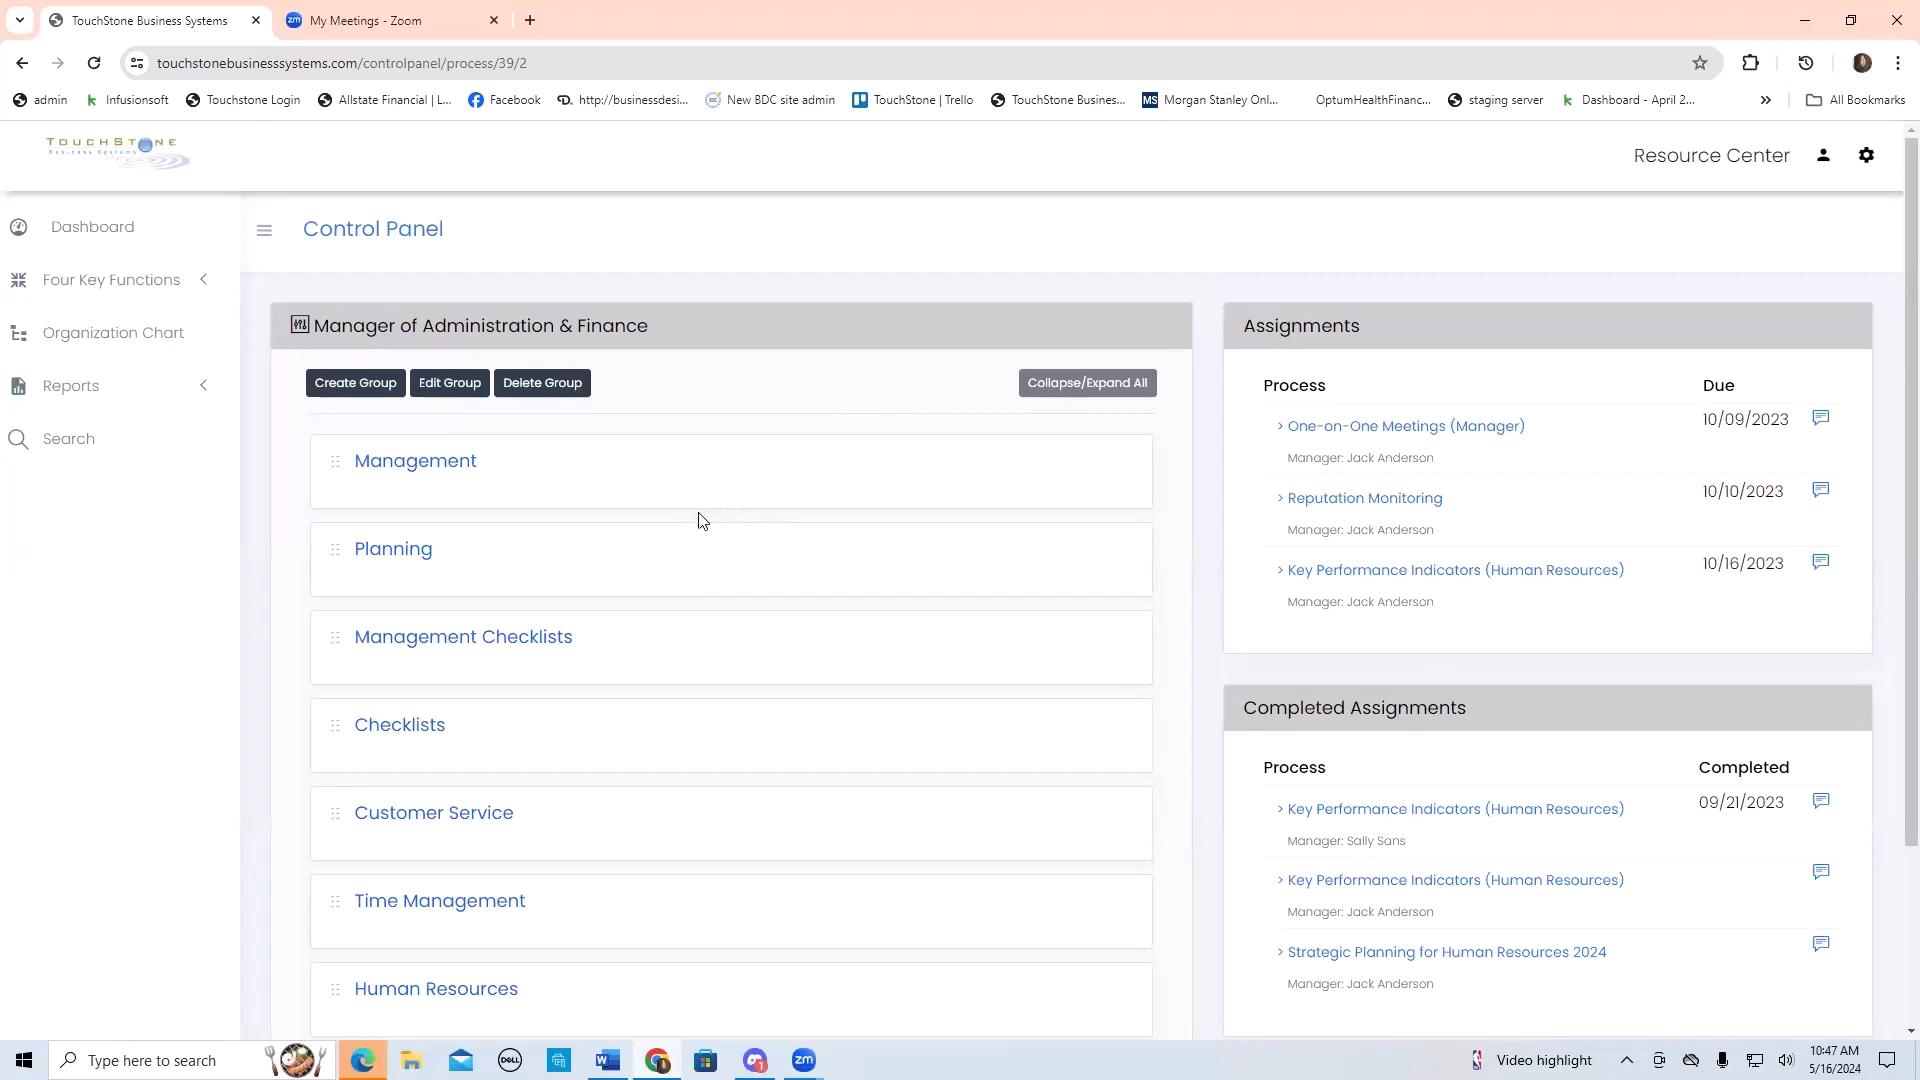 TouchStone Business Systems
My Meetings - Zoom
touchstonebusinesssystems.com/controlpanel/process/39/2
admin
Infusionsoft
Touchstone Login
Allstate Financial | L...
Facebook
http://businessdesi...
New BDC site admin
TouchStone | Trello
TouchStone Busines...
MS Morgan Stanley Onl...
OptumHealthFinanc...
staging server
Dashboard - April 2...
All Bookmarks
TOUCHSTONE
Business Systems
Resource Center
Dashboard
Four Key Functions
Organization Chart
Reports
Search
Control Panel
Manager of Administration & Finance
Create Group
Edit Group
Delete Group
Collapse/Expand All
Management
Planning
Management Checklists
Checklists
Customer Service
Time Management
Human Resources
Assignments
Process Due
> One-on-One Meetings (Manager) 10/09/2023
Manager: Jack Anderson
> Reputation Monitoring 10/10/2023
Manager: Jack Anderson
> Key Performance Indicators (Human Resources) 10/16/2023
Manager: Jack Anderson
Completed Assignments
Process Completed
> Key Performance Indicators (Human Resources) 09/21/2023
Manager: Sally Sans
> Key Performance Indicators (Human Resources)
Manager: Jack Anderson
> Strategic Planning for Human Resources 2024
Manager: Jack Anderson
Type here to search
DELL
zm
Video highlight
10:47 AM
5/16/2024